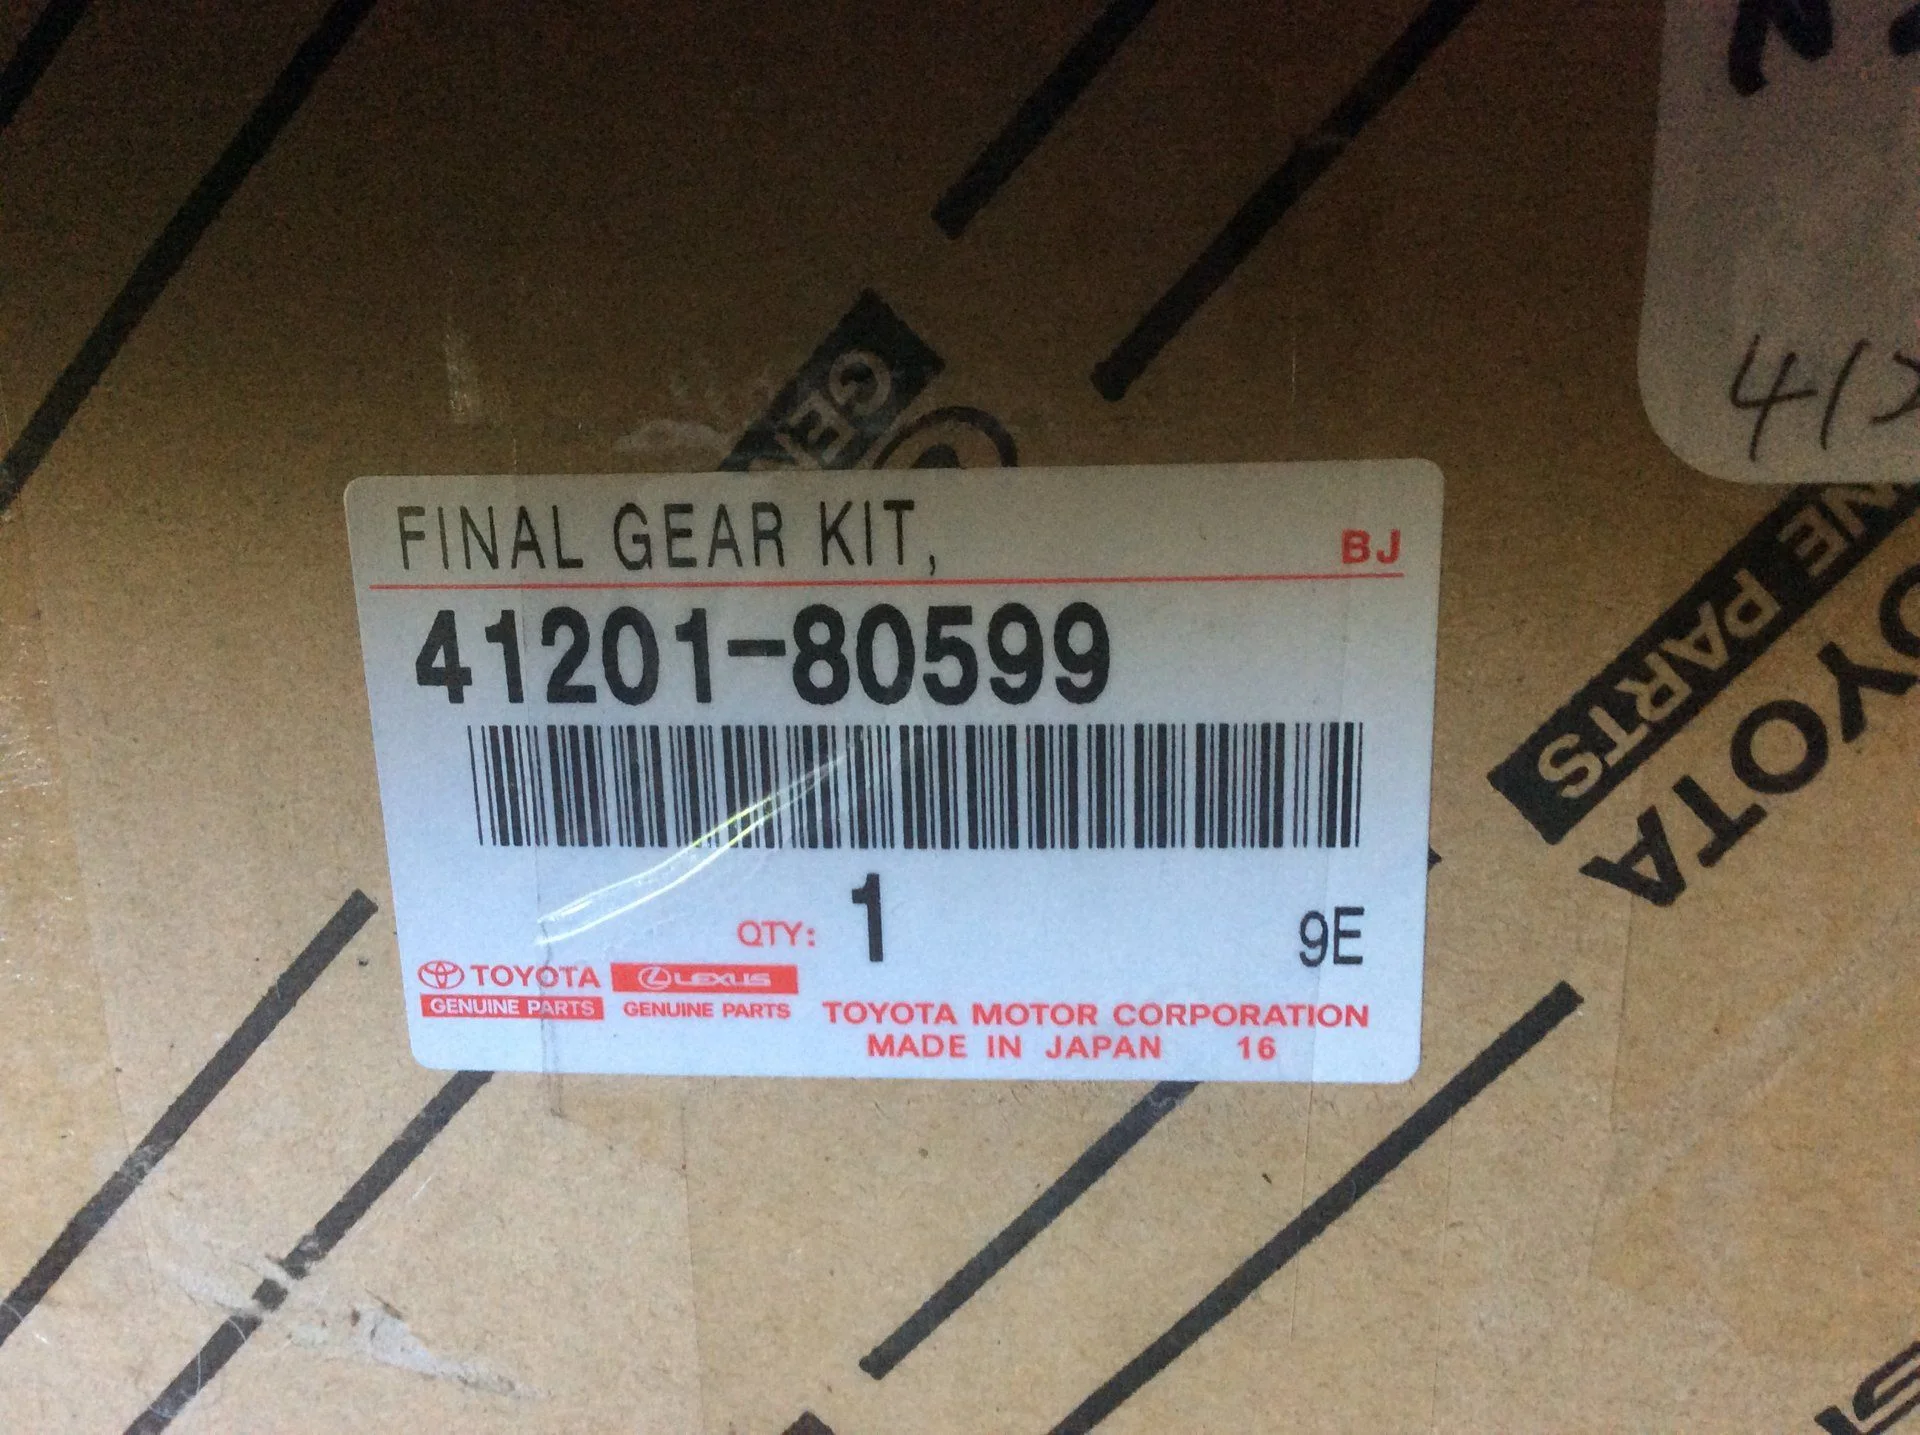 GENUINE PARTS
TOYOTA
FINAL GEAR KIT, BJ
41201-80599
QTY: 1 9E
TOYOTA LEXUS
GENUINE PARTS GENUINE PARTS
TOYOTA MOTOR CORPORATION
MADE IN JAPAN 16